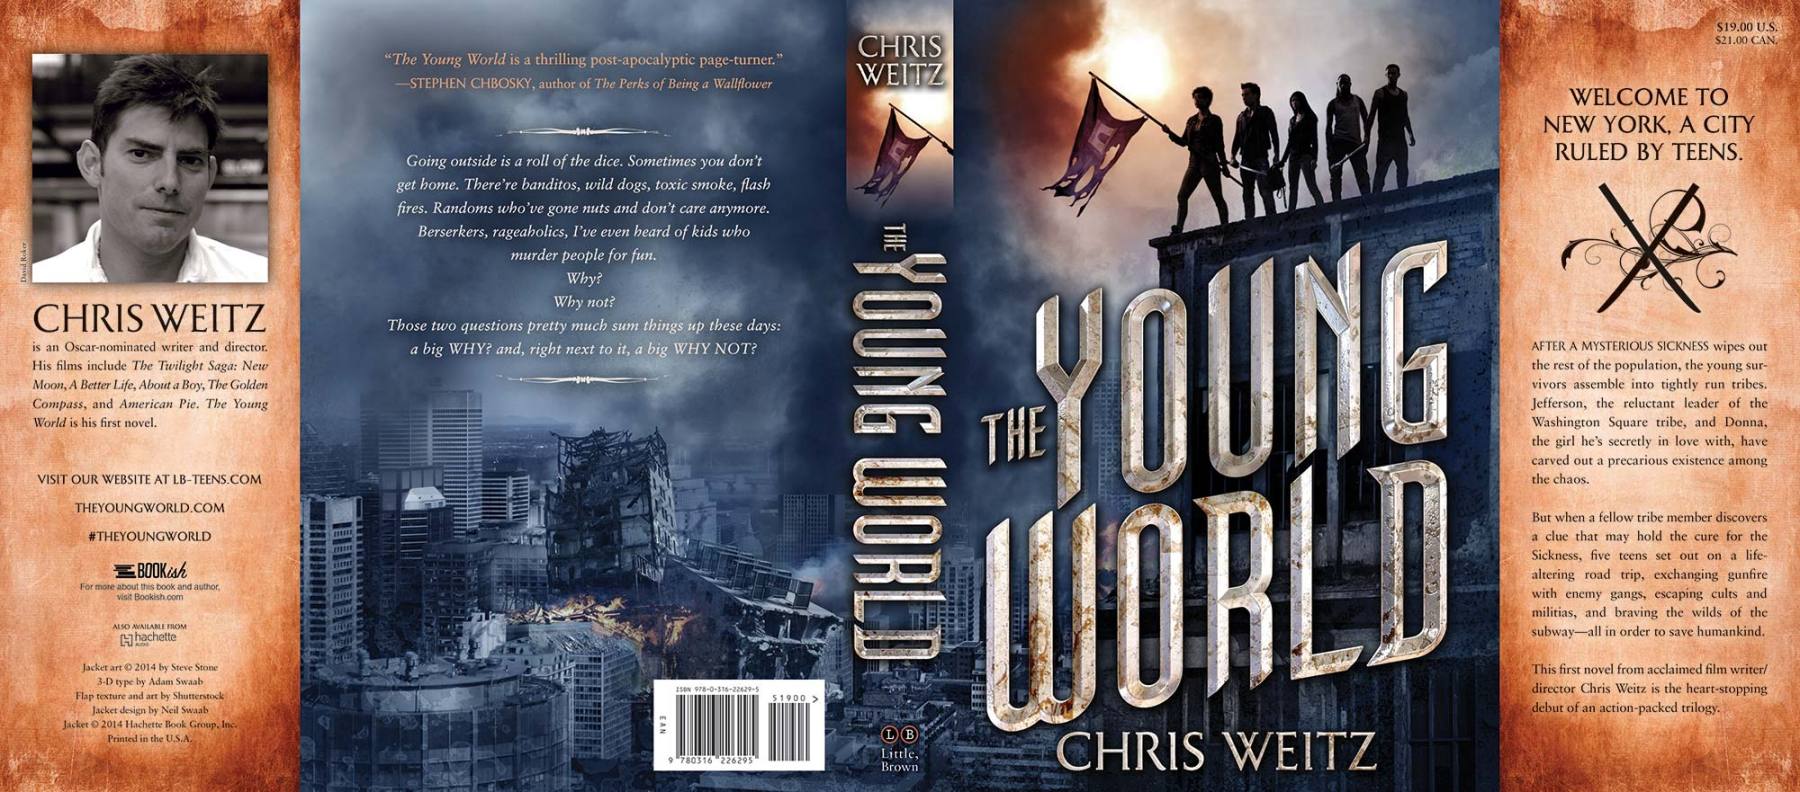 David Roker
CHRIS WEITZ
is an Oscar-nominated writer and director.
His films include The Twilight Saga: New
Moon, A Better Life, About a Boy, The Golden
Compass, and American Pie. The Young
World is his first novel.
VISIT OUR WEBSITE AT LB-TEENS.COM
THEYOUNGWORLD.COM
#THEYOUNGWORLD
BOOKish
For more about this book and author,
visit Bookish.com
ALSO AVAILABLE FROM
hachette
AUDIO
Jacket art © 2014 by Steve Stone
3-D type by Adam Swaab
Flap texture and art by Shutterstock
Jacket design by Neil Swaab
Jacket © 2014 Hachette Book Group, Inc.
Printed in the U.S.A.
“The Young World is a thrilling post-apocalyptic page-turner.”
—STEPHEN CHBOSKY, author of The Perks of Being a Wallflower
Going outside is a roll of the dice. Sometimes you don’t
get home. There’re banditos, wild dogs, toxic smoke, flash
fires. Randoms who’ve gone nuts and don’t care anymore.
Berserkers, rageaholics, I’ve even heard of kids who
murder people for fun.
Why?
Why not?
Those two questions pretty much sum things up these days:
a big WHY? and, right next to it, a big WHY NOT?
ISBN 978-0-316-22629-5
51900 >
EAN
9 780316 226295
CHRIS
WEITZ
THE YOUNG WORLD
L B
Little,
Brown
THE YOUNG
WORLD
CHRIS WEITZ
$19.00 U.S.
$21.00 CAN.
WELCOME TO
NEW YORK, A CITY
RULED BY TEENS.
AFTER A MYSTERIOUS SICKNESS wipes out
the rest of the population, the young sur-
vivors assemble into tightly run tribes.
Jefferson, the reluctant leader of the
Washington Square tribe, and Donna,
the girl he’s secretly in love with, have
carved out a precarious existence among
the chaos.
But when a fellow tribe member discovers
a clue that may hold the cure for the
Sickness, five teens set out on a life-
altering road trip, exchanging gunfire
with enemy gangs, escaping cults and
militias, and braving the wilds of the
subway—all in order to save humankind.
This first novel from acclaimed film writer/
director Chris Weitz is the heart-stopping
debut of an action-packed trilogy.